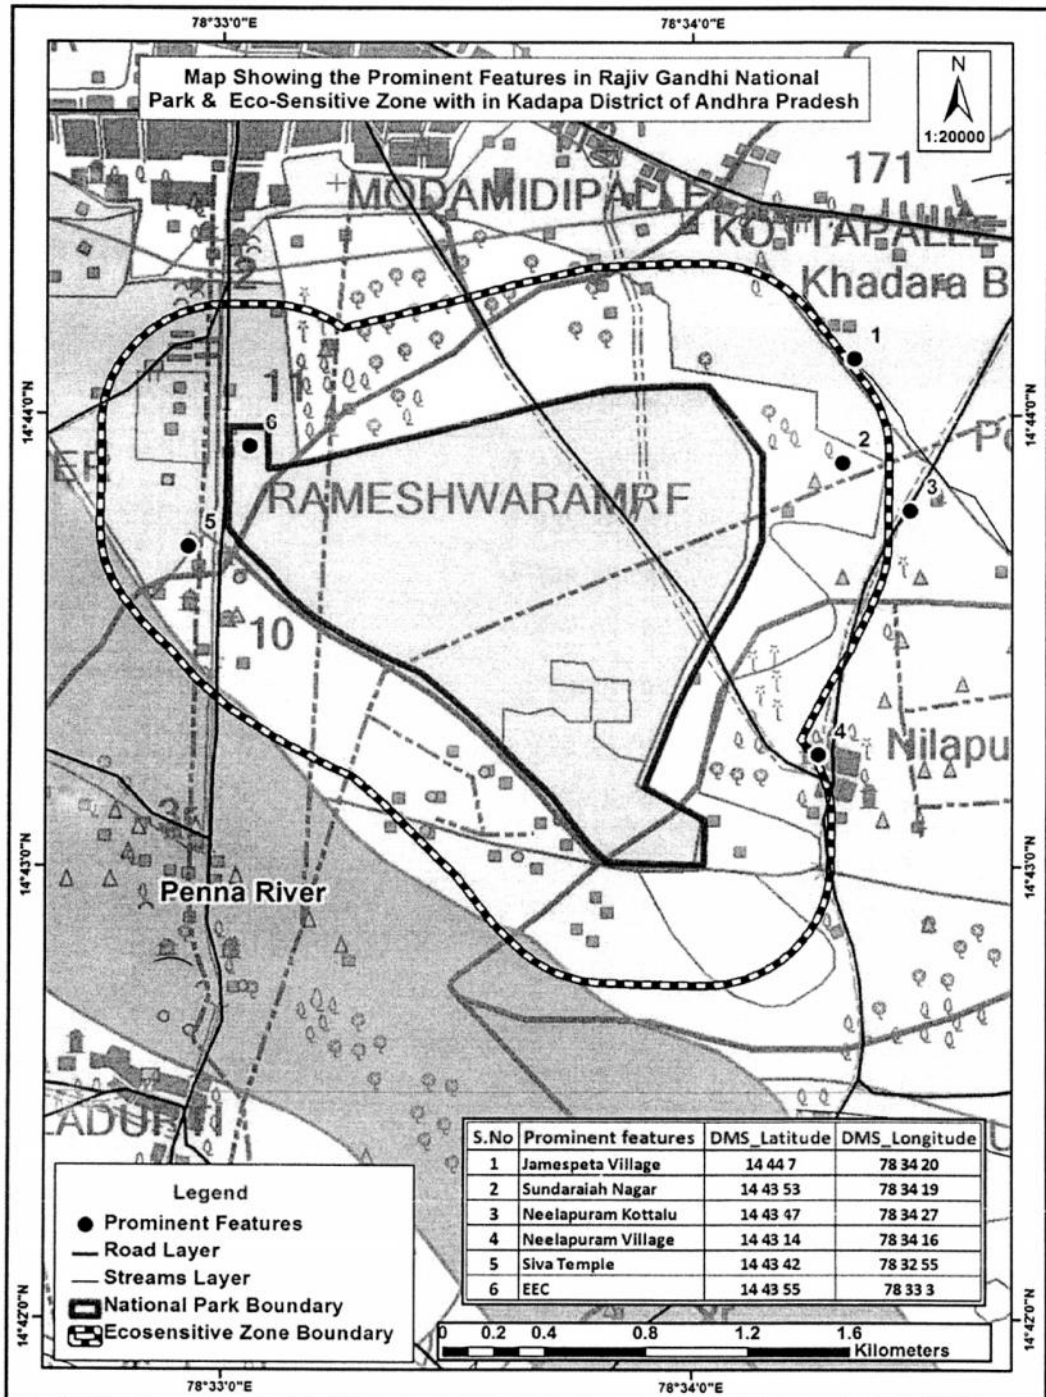 78°33'0"E 78°34'0"E
Map Showing the Prominent Features in Rajiv Gandhi National
Park & Eco-Sensitive Zone with in Kadapa District of Andhra Pradesh
N
1:20000
171
MODAMIDIPALLE
KOTTAPALLE
2
Khadara B
1
14°44'0"N 14°44'0"N
11
6
2
Po
ER
RAMESHWARAMRF
3
5
10
4
Nilapu
14°43'0"N 14°43'0"N
Penna River
LADURTI
S.No Prominent features DMS_Latitude DMS_Longitude
1 Jamespeta Village 14 44 7 78 34 20
2 Sundaraiah Nagar 14 43 53 78 34 19
3 Neelapuram Kottalu 14 43 47 78 34 27
4 Neelapuram Village 14 43 14 78 34 16
5 Siva Temple 14 43 42 78 32 55
6 EEC 14 43 55 78 33 3
Legend
Prominent Features
Road Layer
Streams Layer
National Park Boundary
Ecosensitive Zone Boundary
0 0.2 0.4 0.8 1.2 1.6
Kilometers
14°42'0"N 14°42'0"N
78°33'0"E 78°34'0"E